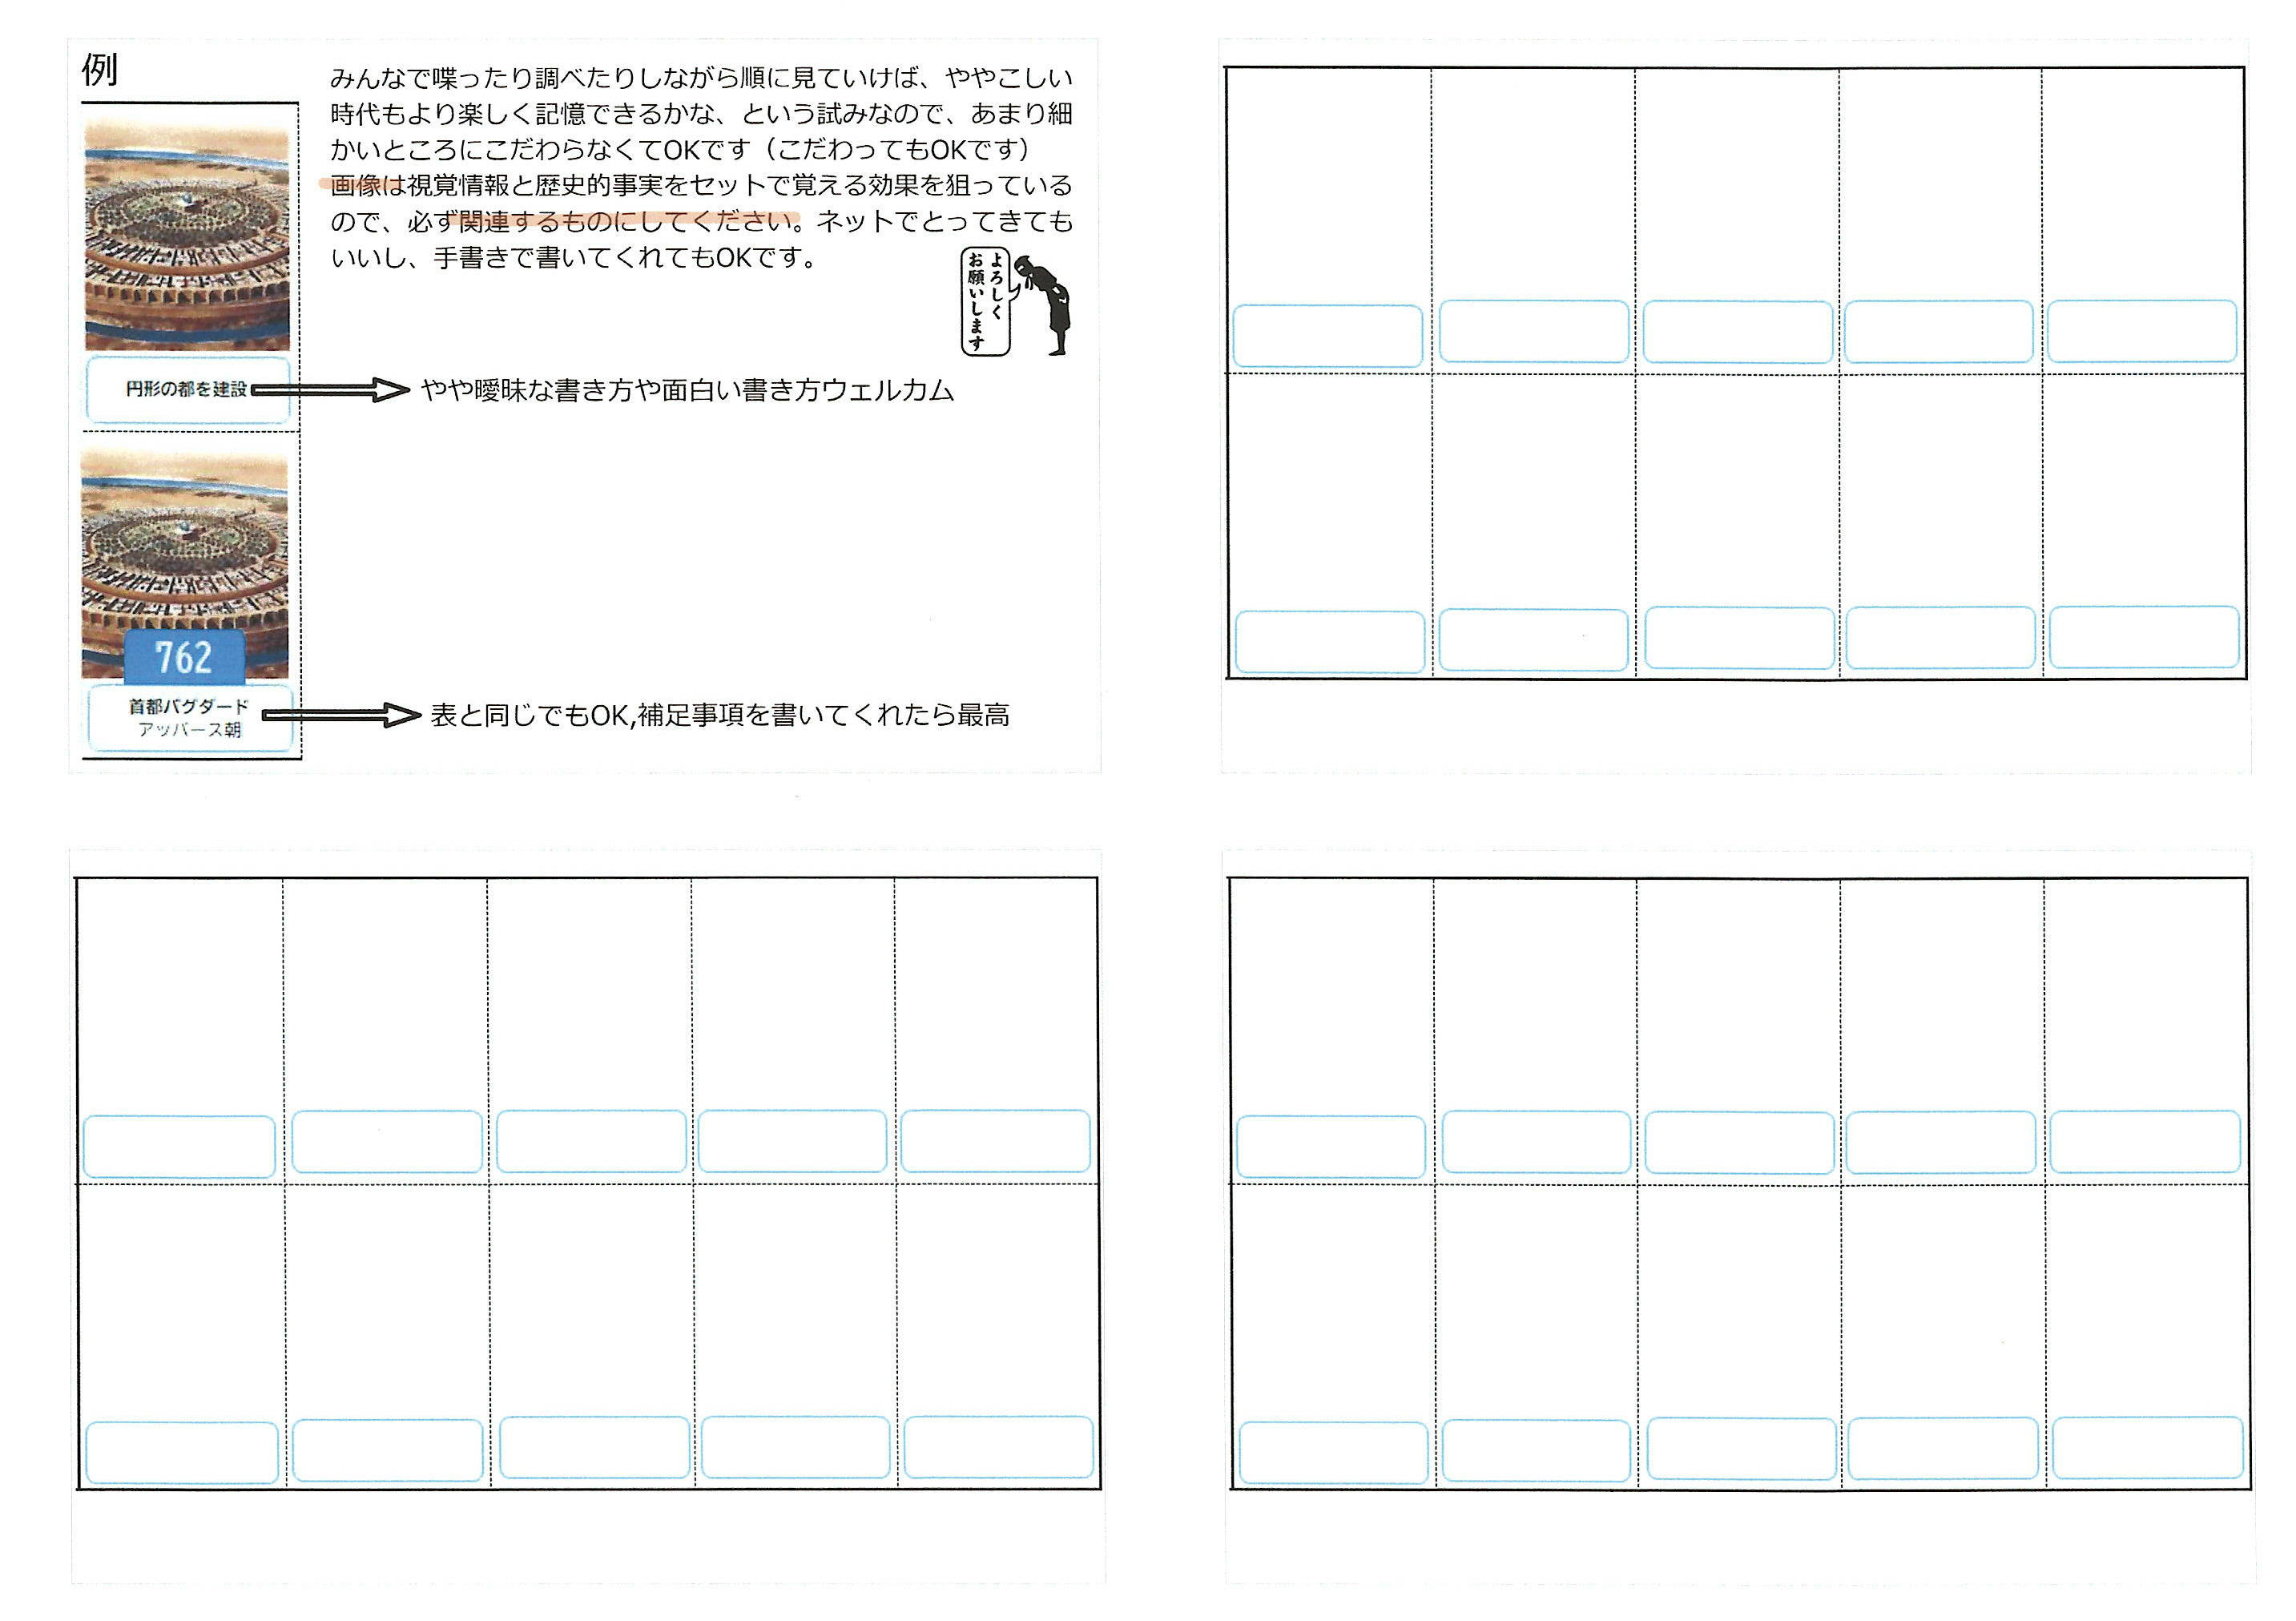 例
みんなで喋ったり調べたりしながら順に見ていけば、ややこしい
時代もより楽しく記憶できるかな、という試みなので、あまり細
かいところにこだわらなくてOKです（こだわってもOKです）
画像は視覚情報と歴史的事実をセットで覚える効果を狙っている
ので、必ず関連するものにしてください。ネットでとってきても
いいし、手書きで書いてくれてもOKです。
よろしく
お願いします
円形の都を建設
やや曖昧な書き方や面白い書き方ウェルカム
762
首都バグダード
アッバース朝
表と同じでもOK,補足事項を書いてくれたら最高